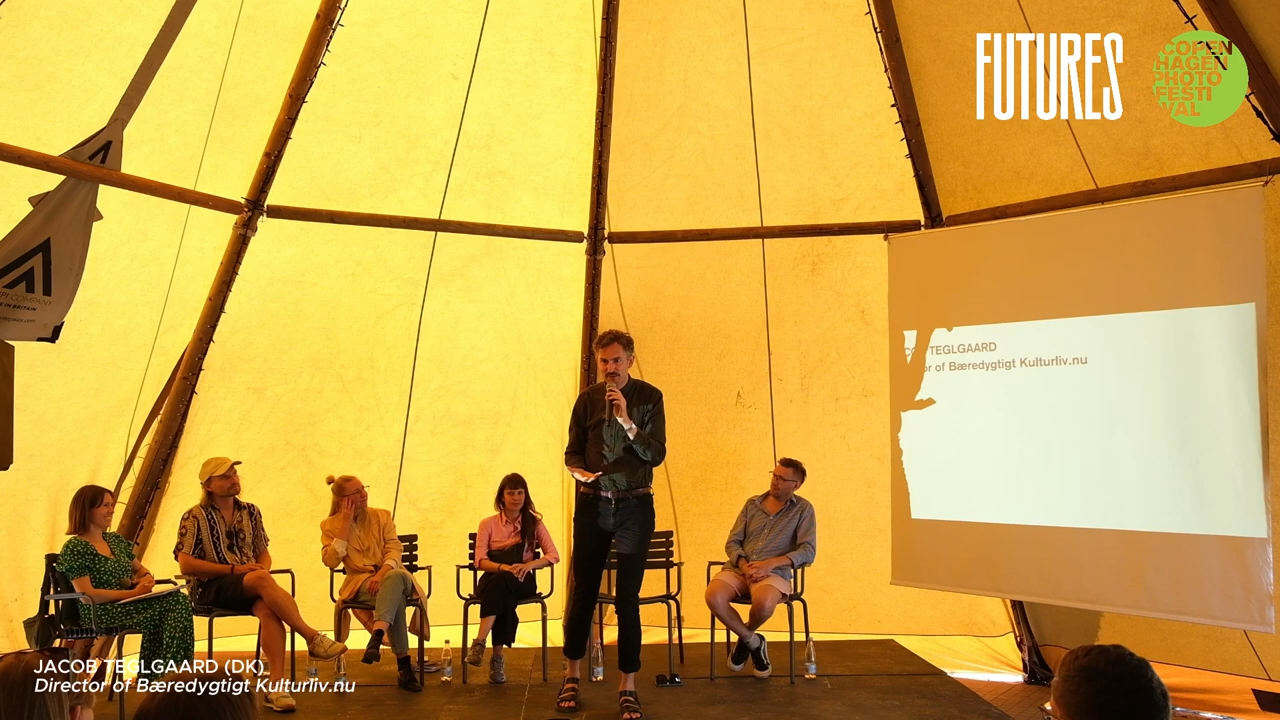 FUTURES
COPEN
HAGEN
PHOTO
FESTI
VAL
COMPANY
TEGLGAARD
of Bæredygtigt Kulturliv.nu
JACOB TEGLGAARD (DK)
Director of Bæredygtigt Kulturliv.nu